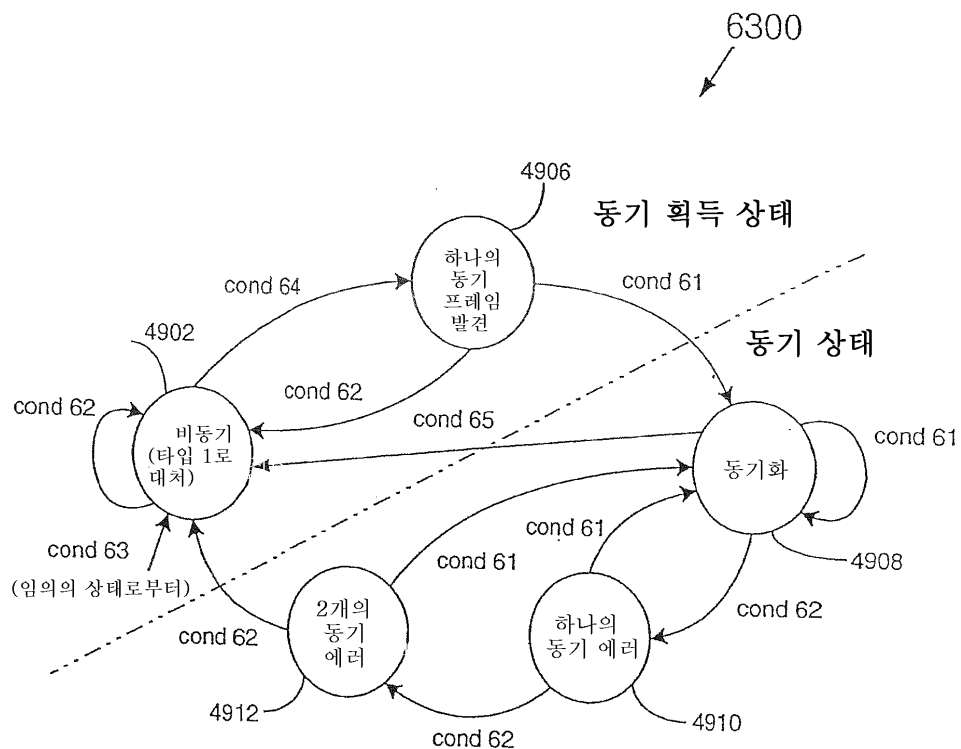 6300
4906
동기 획득 상태
하나의
동기
프레임
발견
cond 64
cond 61
4902
동기 상태
cond 62
cond 62
cond 65
cond 61
비동기
(타입 1로
대처)
동기화
cond 63
(임의의 상태로부터)
cond 61
cond 61
4908
cond 62
2개의
동기
에러
하나의
동기 에러
cond 62
4912
cond 62
4910